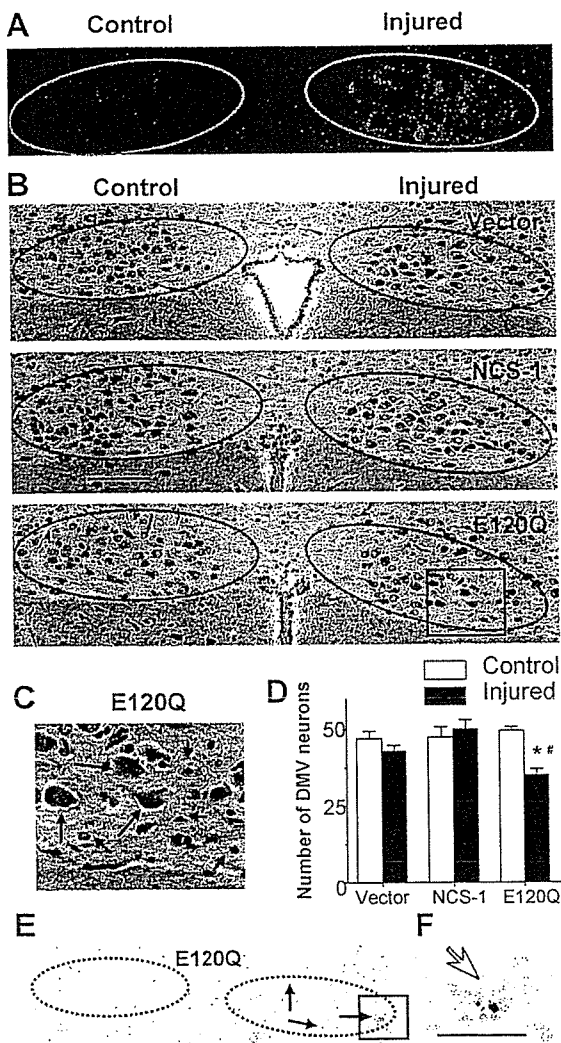 A
Control Injured
B
Control Injured
Vector
NCS-1
E120Q
C
E120Q
D
Control
Injured
Number of DMV neurons
50
25
0
* #
Vector NCS-1 E120Q
E
E120Q
F